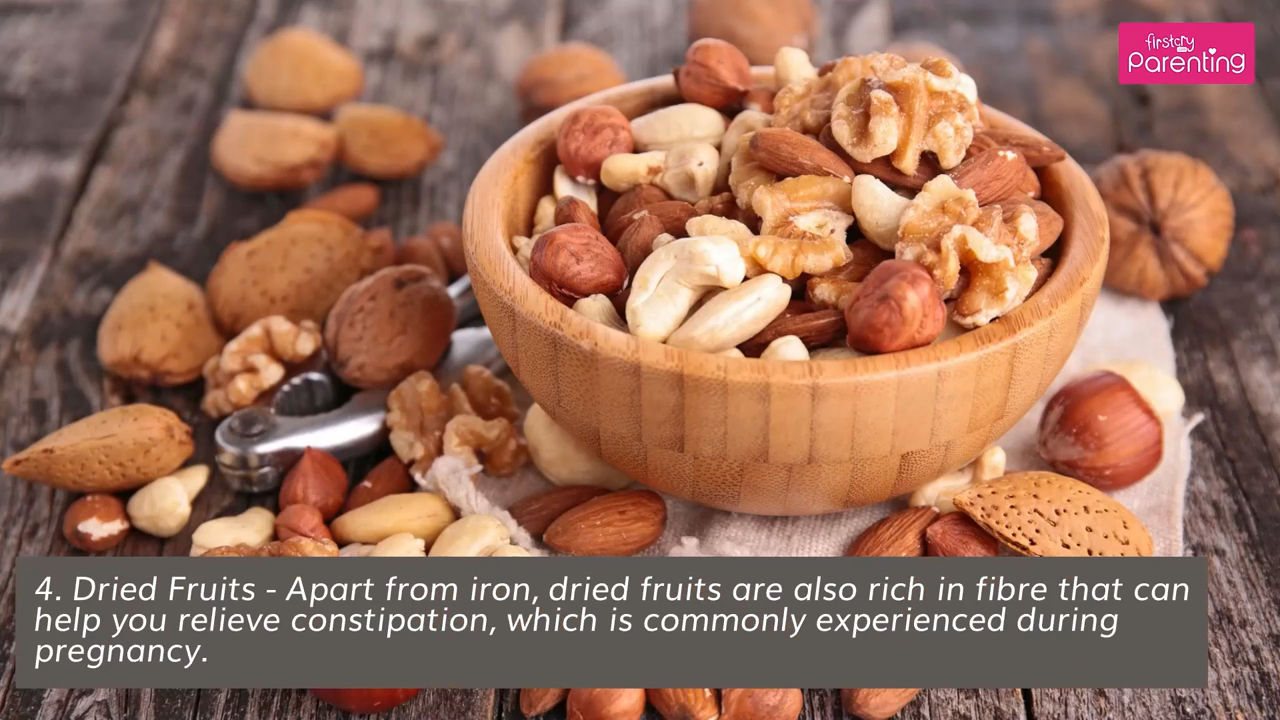 firstcry
Parenting
4. Dried Fruits - Apart from iron, dried fruits are also rich in fibre that can
help you relieve constipation, which is commonly experienced during
pregnancy.